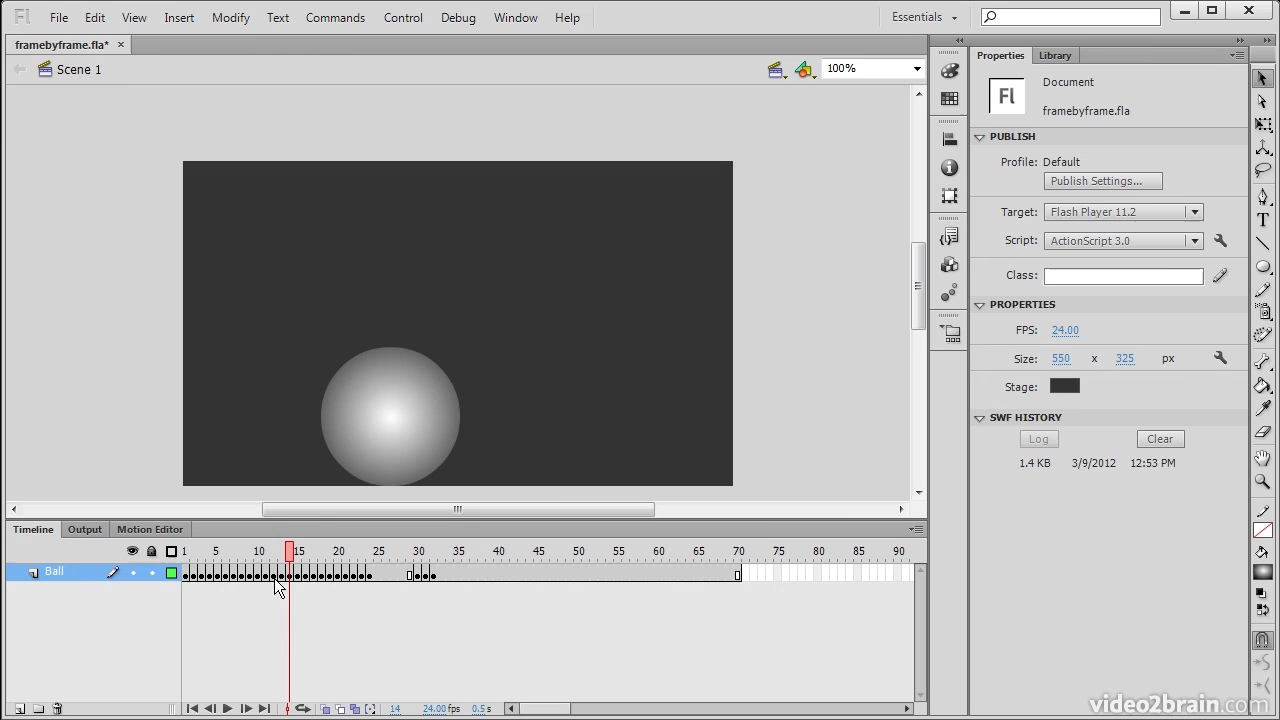 Fl File Edit View Insert Modify Text Commands Control Debug Window Help Essentials
framebyframe.fla*
Scene 1 100%
Properties Library
Fl Document
framebyframe.fla
PUBLISH
Profile: Default
Publish Settings...
Target: Flash Player 11.2
Script: ActionScript 3.0
Class:
PROPERTIES
FPS: 24.00
Size: 550 x 325 px
Stage:
SWF HISTORY
Log Clear
1.4 KB 3/9/2012 12:53 PM
Timeline Output Motion Editor
1 5 10 15 20 25 30 35 40 45 50 55 60 65 70 75 80 85 90
Ball
14 24.00 fps 0.5 s
video2brain.com